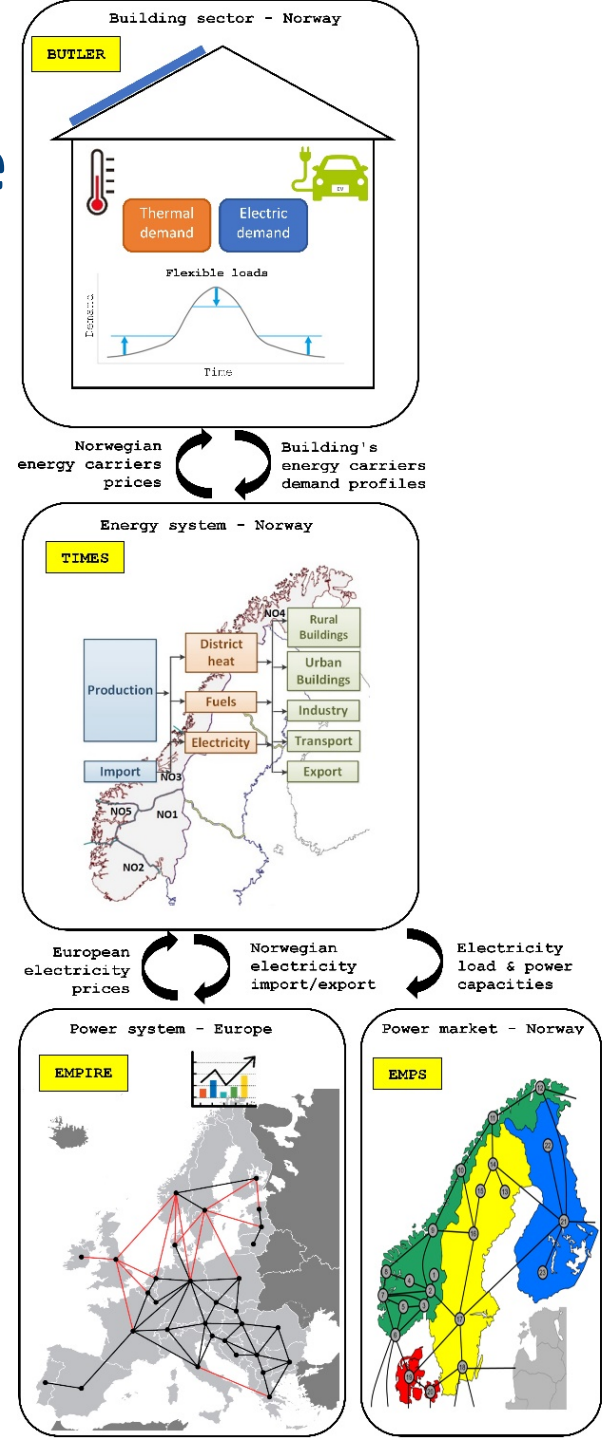 Building sector - Norway
BUTLER
e
EV
Thermal
demand
Electric
demand
Flexible loads
Demand
Time
Norwegian
energy carriers
prices
Building's
energy carriers
demand profiles
Energy system - Norway
TIMES
NO4
Rural
Buildings
District
heat
Urban
Buildings
Production
Fuels
Industry
Electricity
Transport
Import
Export
NO3
NO5
NO1
NO2
European
electricity
prices
Norwegian
electricity
import/export
Electricity
load & power
capacities
Power system - Europe
EMPIRE
Power market - Norway
EMPS